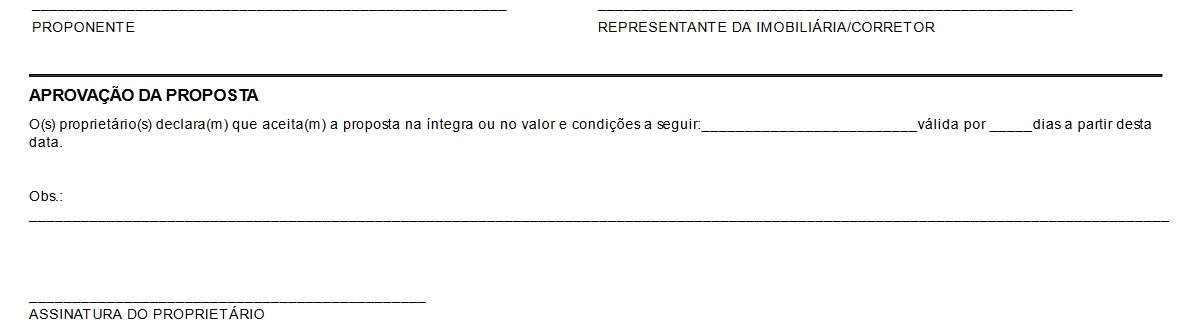 PROPONENTE REPRESENTANTE DA IMOBILIÁRIA/CORRETOR
APROVAÇÃO DA PROPOSTA
O(s) proprietário(s) declara(m) que aceita(m) a proposta na íntegra ou no valor e condições a seguir:_________________________válida por _____dias a partir desta
data.
Obs.:
ASSINATURA DO PROPRIETÁRIO